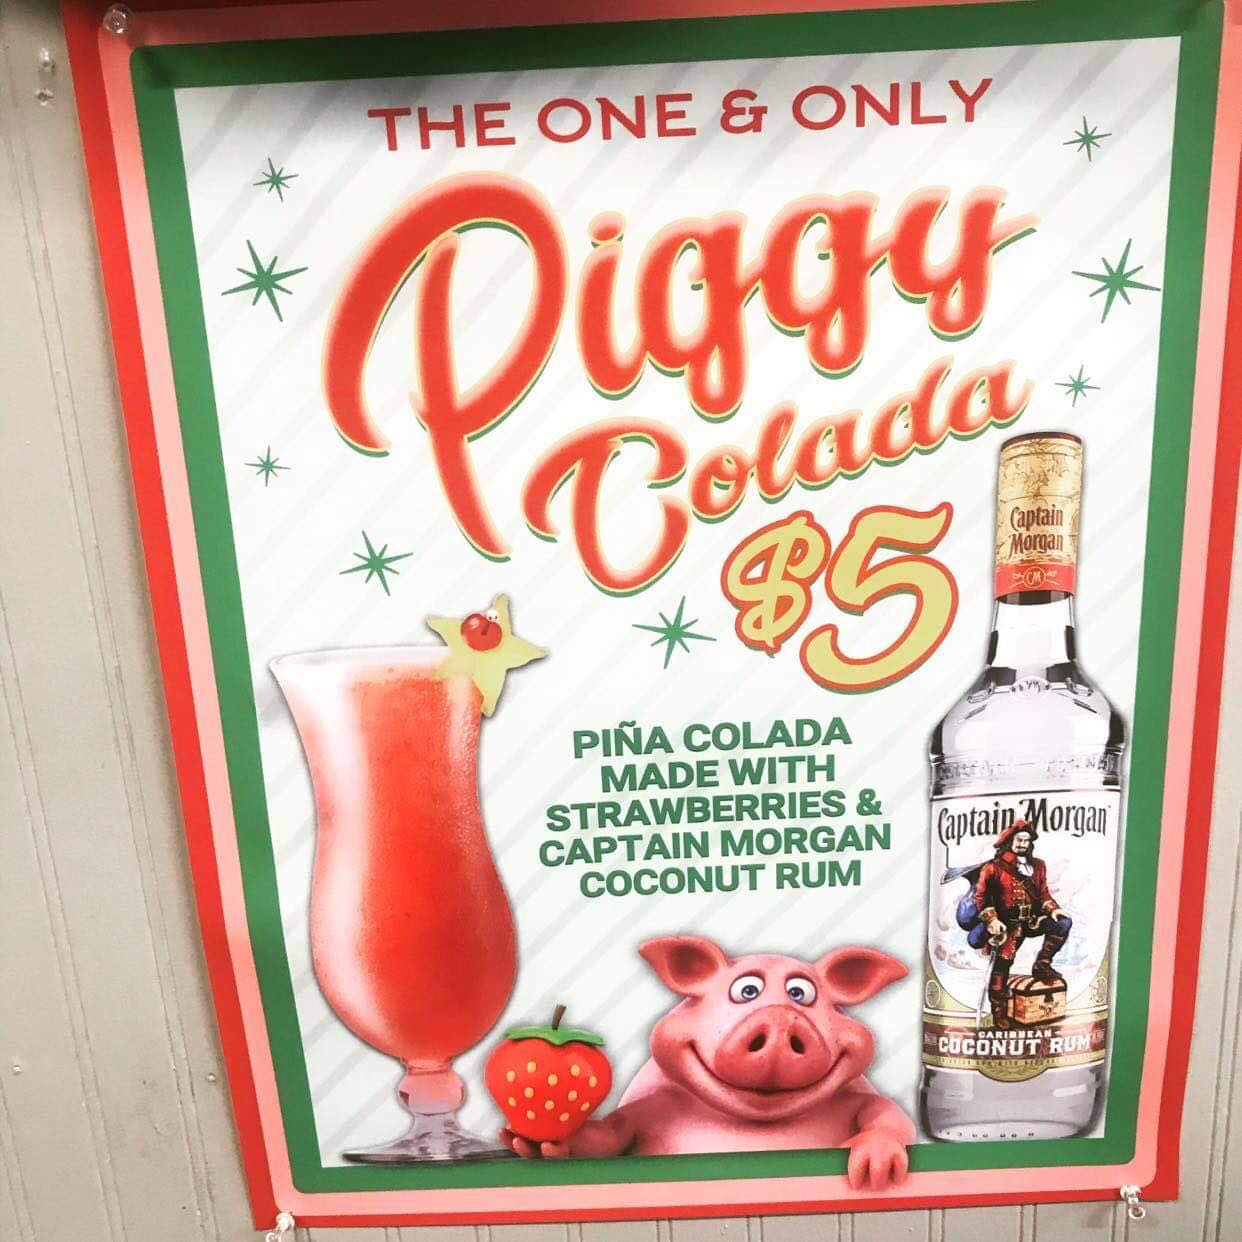 THE ONE & ONLY
Piggy
Colada
$5
PIÑA COLADA
MADE WITH
STRAWBERRIES &
CAPTAIN MORGAN
COCONUT RUM
Captain
Morgan
CM
Captain Morgan
CARIBBEAN
COCONUT RUM